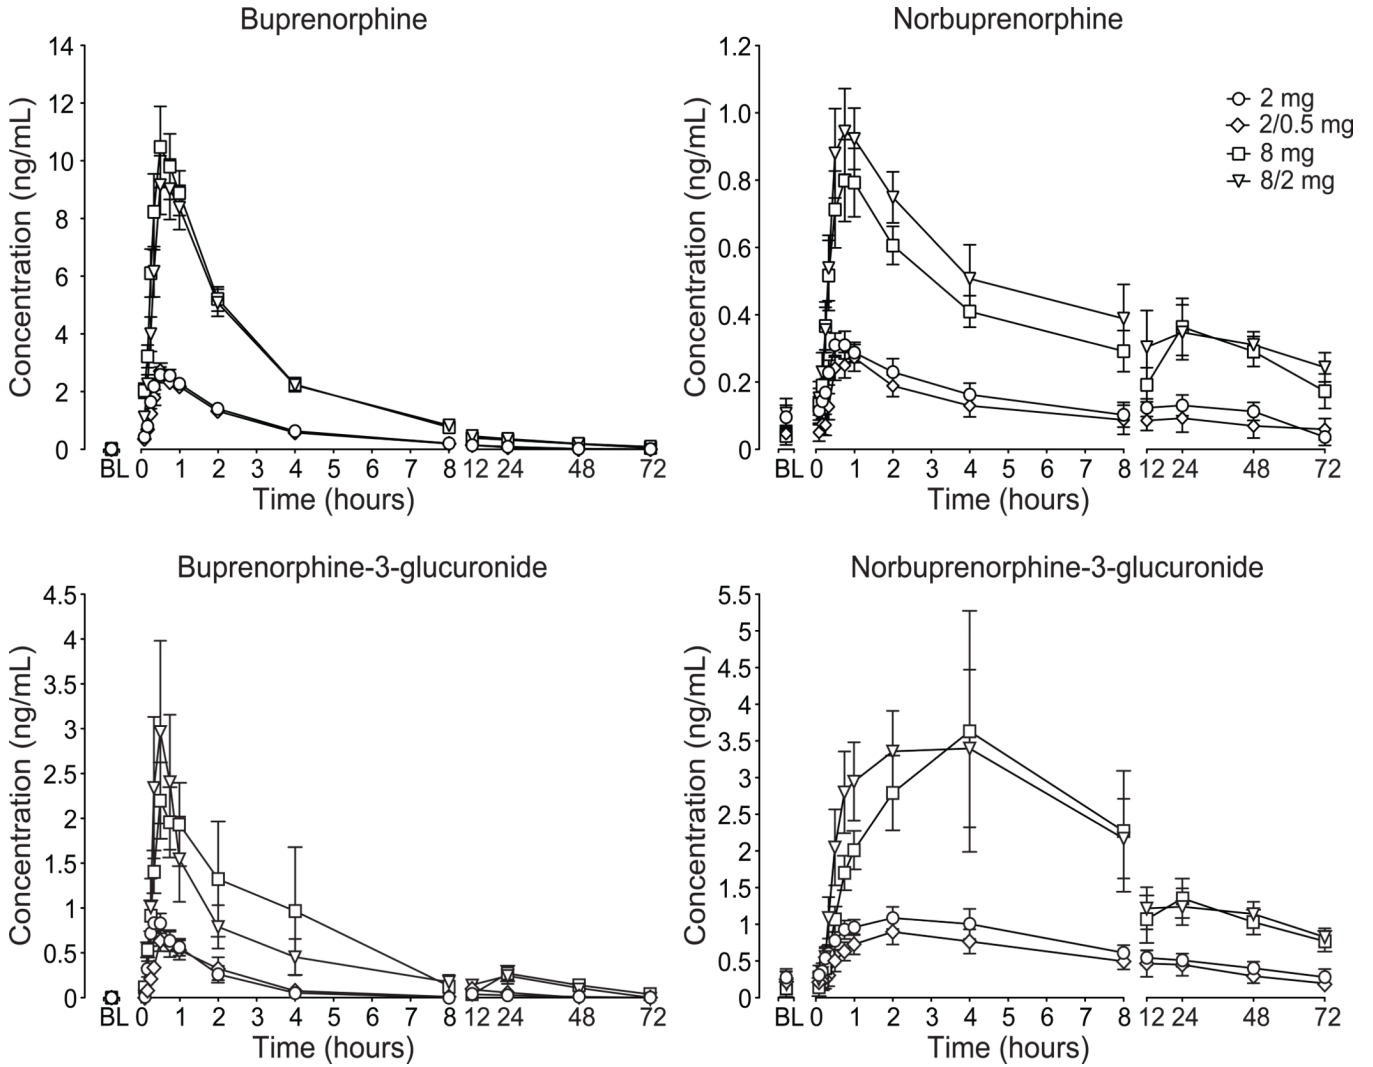 Buprenorphine
Norbuprenorphine
14
12
10
8
6
4
2
0
Concentration (ng/mL)
BL 0 1 2 3 4 5 6 7 8 12 24 48 72
Time (hours)
1.2
1.0
0.8
0.6
0.4
0.2
0
Concentration (ng/mL)
2 mg
2/0.5 mg
8 mg
8/2 mg
BL 0 1 2 3 4 5 6 7 8 12 24 48 72
Time (hours)
Buprenorphine-3-glucuronide
Norbuprenorphine-3-glucuronide
4.5
4
3.5
3
2.5
2
1.5
1
0.5
0
Concentration (ng/mL)
BL 0 1 2 3 4 5 6 7 8 12 24 48 72
Time (hours)
5.5
5
4.5
4
3.5
3
2.5
2
1.5
1
0.5
0
Concentration (ng/mL)
BL 0 1 2 3 4 5 6 7 8 12 24 48 72
Time (hours)